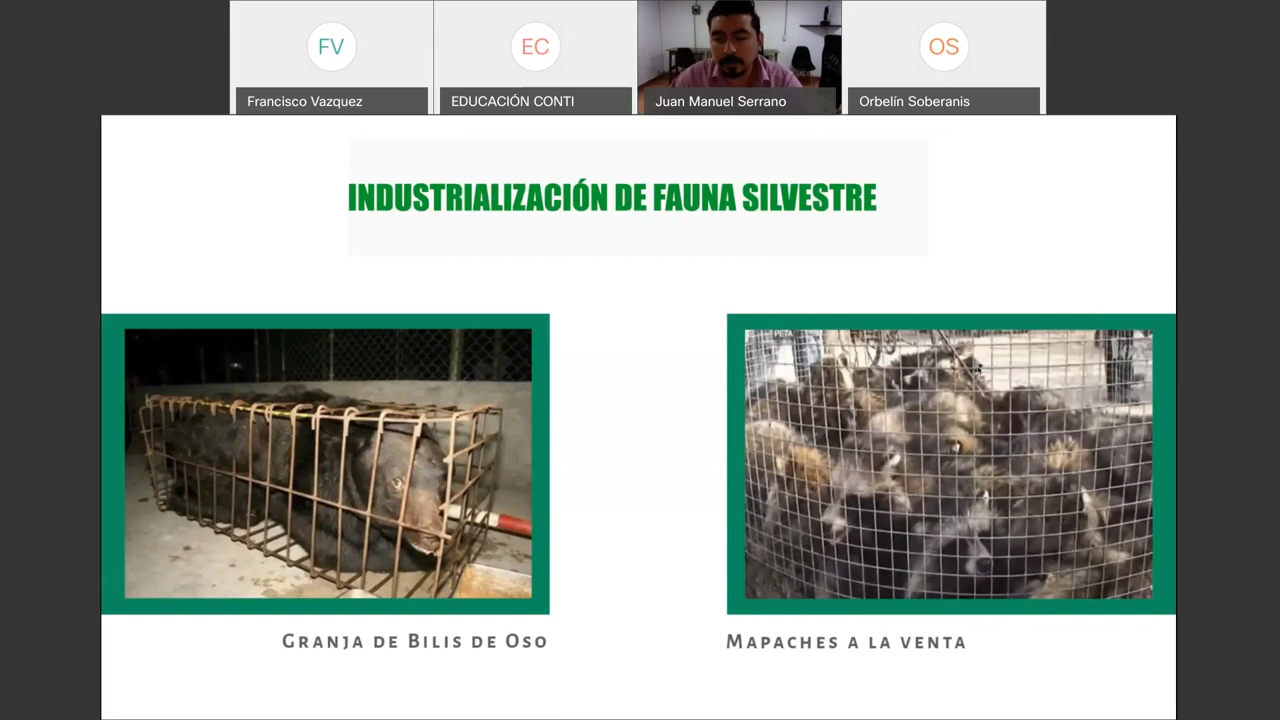 FV
EC
OS
Francisco Vazquez
EDUCACIÓN CONTI
Juan Manuel Serrano
Orbelín Soberanis
INDUSTRIALIZACIÓN DE FAUNA SILVESTRE
PETA
Granja de Bilis de Oso
Mapaches a la venta